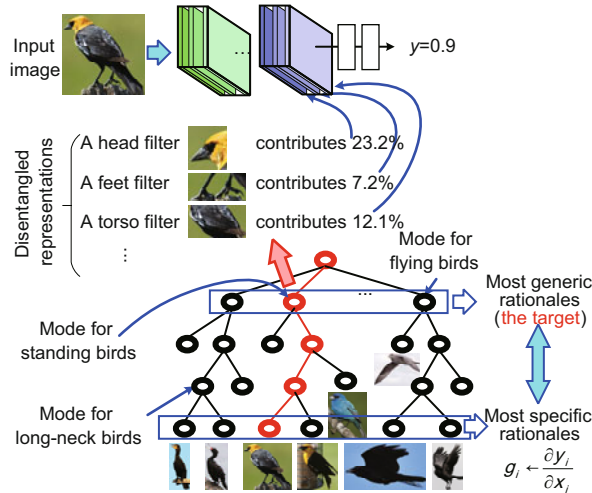 Input
image
...
y=0.9
Disentangled
representations
A head filter contributes 23.2%
A feet filter contributes 7.2%
A torso filter contributes 12.1%
⋮
Mode for
flying birds
...
Most generic
rationales
(the target)
Mode for
standing birds
Mode for
long-neck birds
Most specific
rationales
g_i ← ∂y_i/∂x_i